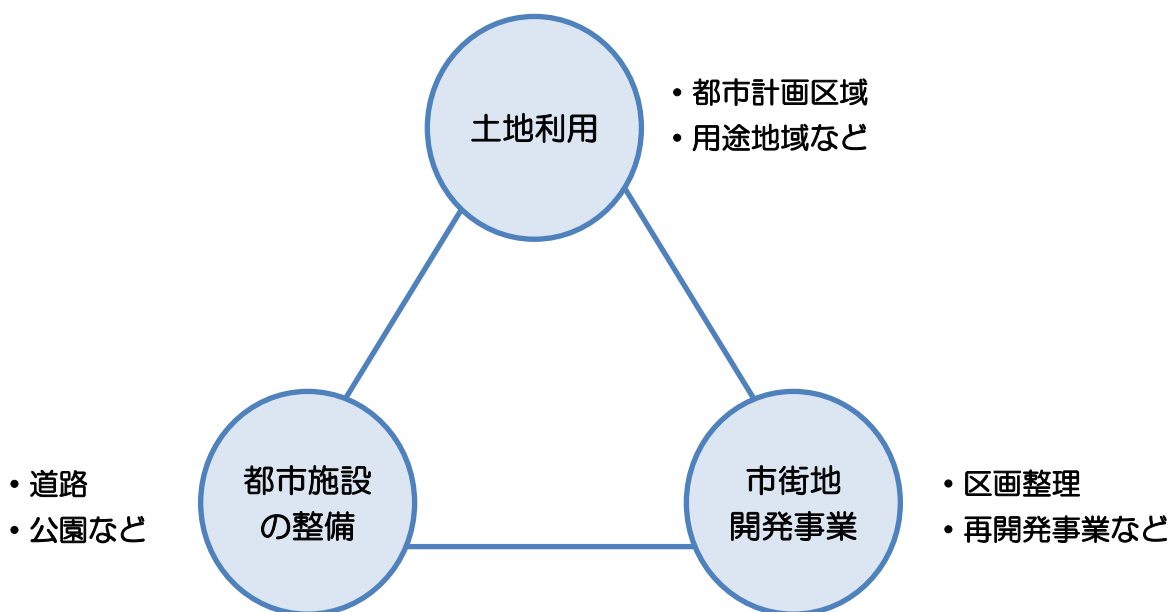 土地利用
・都市計画区域
・用途地域など
都市施設
の整備
・道路
・公園など
市街地
開発事業
・区画整理
・再開発事業など